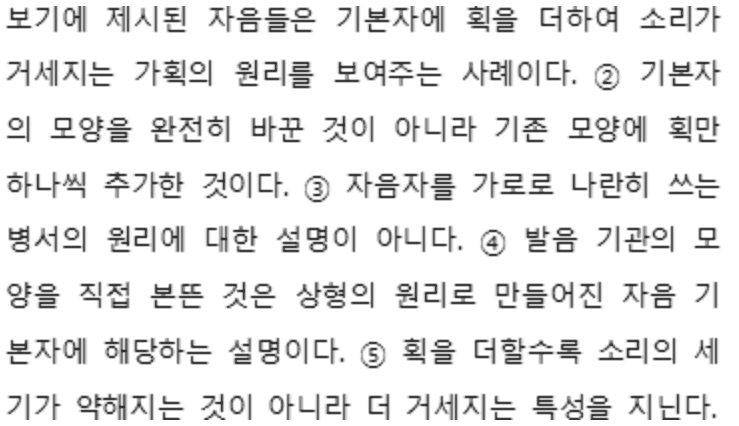 보기에 제시된 자음들은 기본자에 획을 더하여 소리가
거세지는 가획의 원리를 보여주는 사례이다. ② 기본자
의 모양을 완전히 바꾼 것이 아니라 기존 모양에 획만
하나씩 추가한 것이다. ③ 자음자를 가로로 나란히 쓰는
병서의 원리에 대한 설명이 아니다. ④ 발음 기관의 모
양을 직접 본뜬 것은 상형의 원리로 만들어진 자음 기
본자에 해당하는 설명이다. ⑤ 획을 더할수록 소리의 세
기가 약해지는 것이 아니라 더 거세지는 특성을 지닌다.